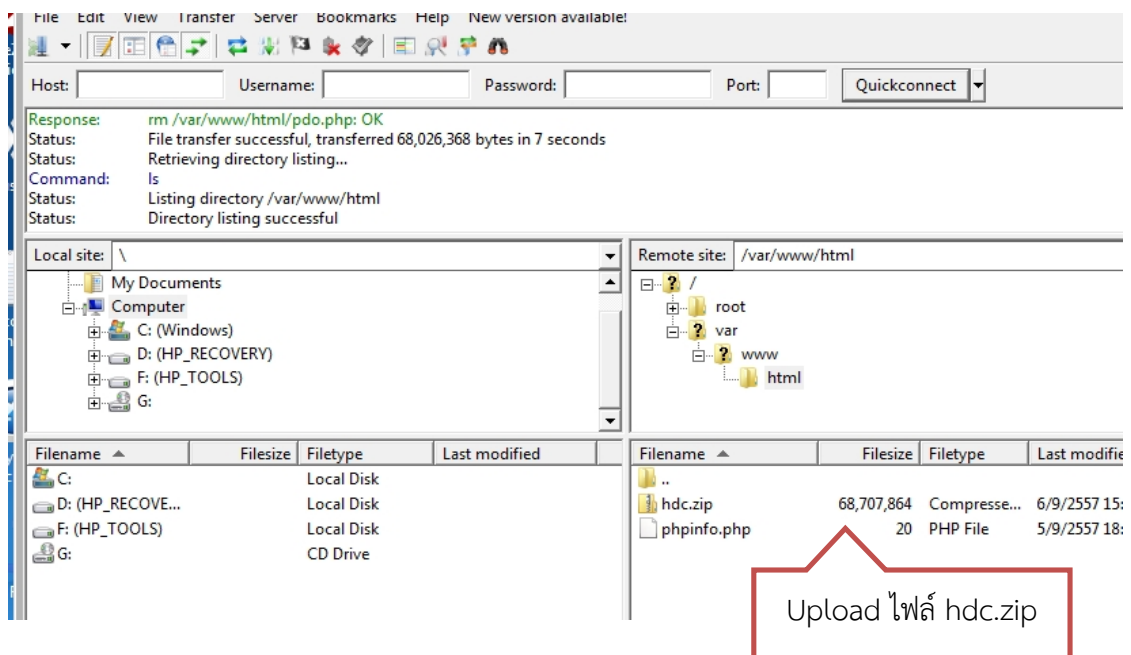 File Edit View Transfer Server Bookmarks Help New version available!
Host: Username: Password: Port: Quickconnect
Response: rm /var/www/html/pdo.php: OK
Status: File transfer successful, transferred 68,026,368 bytes in 7 seconds
Status: Retrieving directory listing...
Command: ls
Status: Listing directory /var/www/html
Status: Directory listing successful
Local site: \
My Documents
Computer
C: (Windows)
D: (HP_RECOVERY)
F: (HP_TOOLS)
G:
Remote site: /var/www/html
/
root
var
www
html
Filename Filesize Filetype Last modified
C: Local Disk
D: (HP_RECOVE... Local Disk
F: (HP_TOOLS) Local Disk
G: CD Drive
Filename Filesize Filetype Last modifie
..
hdc.zip 68,707,864 Compresse... 6/9/2557 15:
phpinfo.php 20 PHP File 5/9/2557 18:
Upload ไฟล์ hdc.zip